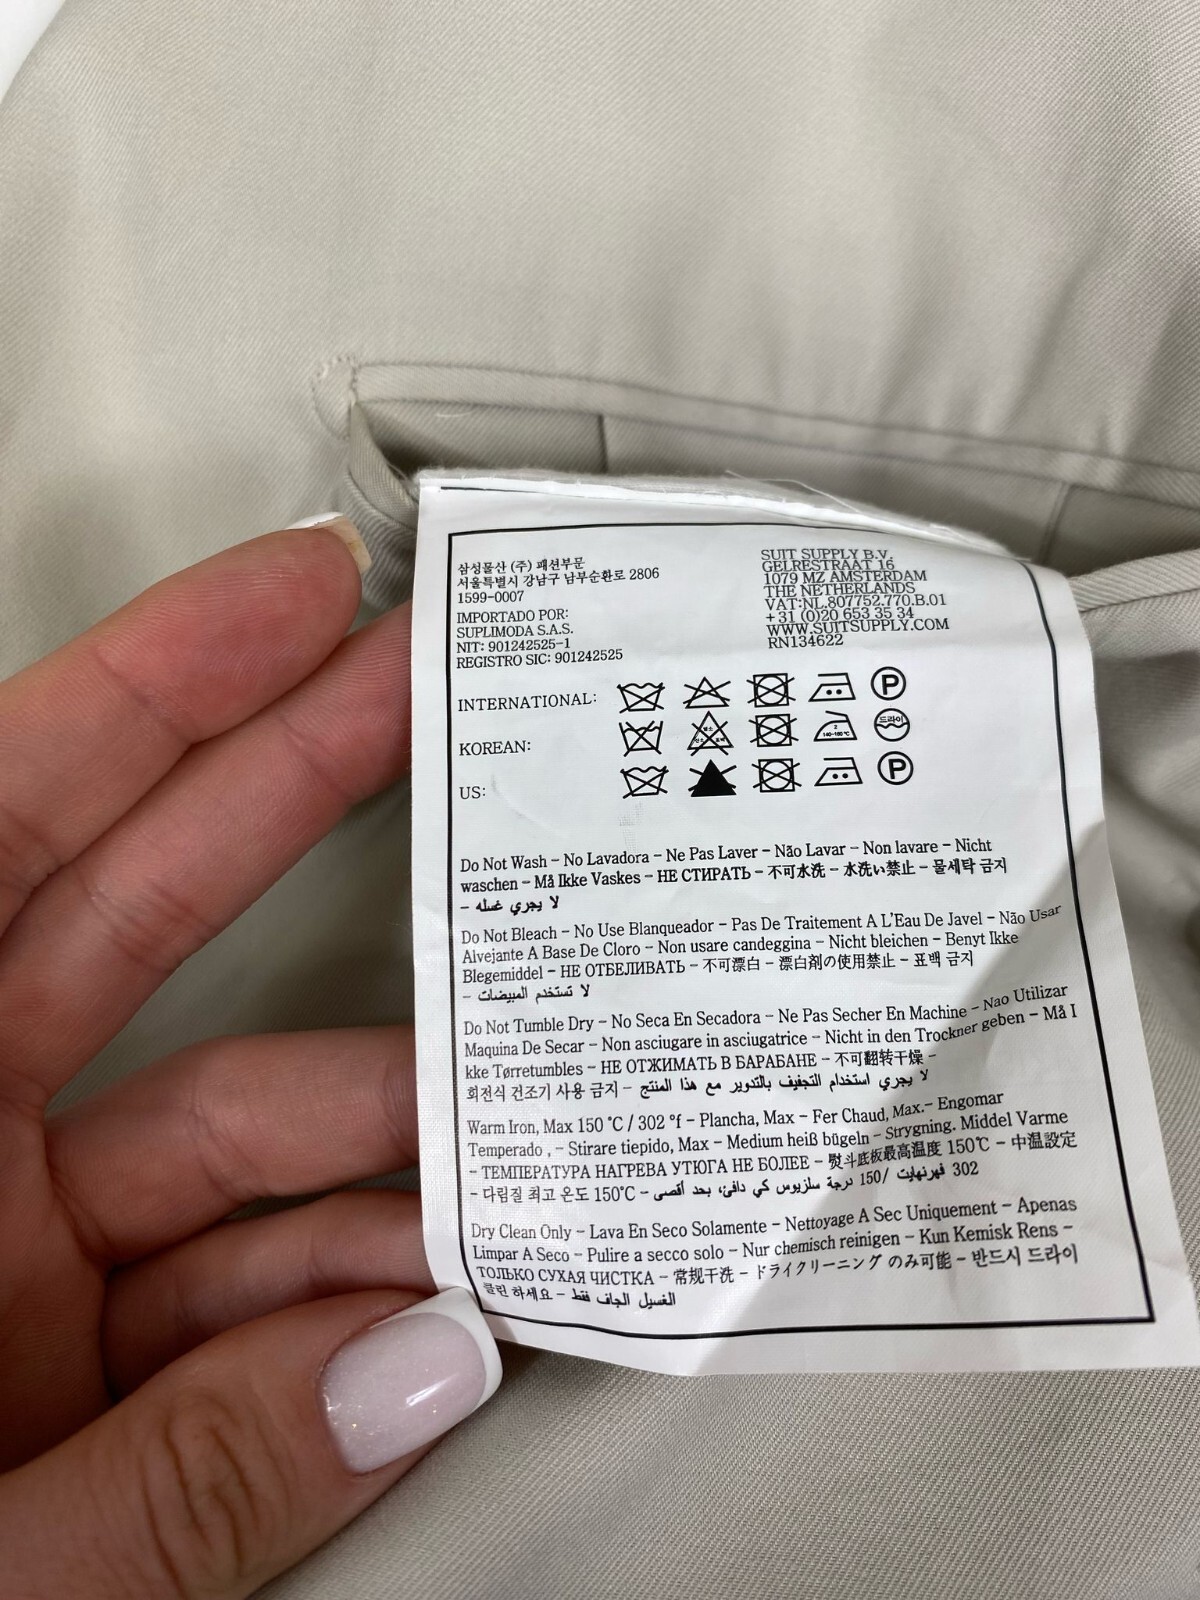 삼성물산 (주) 패션부문
서울특별시 강남구 남부순환로 2806
1599-0007
IMPORTADO POR:
SUPLIMODA S.A.S.
NIT: 901242525-1
REGISTRO SIC: 901242525
SUIT SUPPLY B.V.
GELRESTRAAT 16
1079 MZ AMSTERDAM
THE NETHERLANDS
VAT:NL.807752.770.B.01
+31 (0)20 653 35 34
WWW.SUITSUPPLY.COM
RN134622
INTERNATIONAL: P
KOREAN: 2 140~160℃ 드라이
US: P
Do Not Wash - No Lavadora - Ne Pas Laver - Não Lavar - Non lavare - Nicht
waschen - Må Ikke Vaskes - НЕ СТИРАТЬ - 不可水洗 - 水洗い禁止 - 물세탁 금지
- لا يجري غسله
Do Not Bleach - No Use Blanqueador - Pas De Traitement A L'Eau De Javel - Não Usar
Alvejante A Base De Cloro - Non usare candeggina - Nicht bleichen - Benyt Ikke
Blegemiddel - НЕ ОТБЕЛИВАТЬ - 不可漂白 - 漂白剤の使用禁止 - 표백 금지
- لا تستخدم المبيضات
Do Not Tumble Dry - No Seca En Secadora - Ne Pas Secher En Machine - Nao Utilizar
Maquina De Secar - Non asciugare in asciugatrice - Nicht in den Trockner geben - Må I
kke Tørretumbles - НЕ ОТЖИМАТЬ В БАРАБАНЕ - 不可翻转干燥 -
회전식 건조기 사용 금지 - لا يجري استخدام التجفيف بالتدوير مع هذا المنتج
Warm Iron, Max 150 °C / 302 °f - Plancha, Max - Fer Chaud, Max.- Engomar
Temperado , - Stirare tiepido, Max - Medium heiß bügeln - Strygning. Middel Varme
- ТЕМПЕРАТУРА НАГРЕВА УТЮГА НЕ БОЛЕЕ - 熨斗底板最高温度 150℃ - 中温設定
- 다림질 최고 온도 150℃ - 302 فهرنهايت /150 درجة سلزيوس كي دافئ، بحد أقصى
Dry Clean Only - Lava En Seco Solamente - Nettoyage A Sec Uniquement - Apenas
Limpar A Seco - Pulire a secco solo - Nur chemisch reinigen - Kun Kemisk Rens -
ТОЛЬКО СУХАЯ ЧИСТКА - 常规干洗 - ドライクリーニング のみ可能 - 반드시 드라이
클린 하세요 - الغسيل الجاف فقط